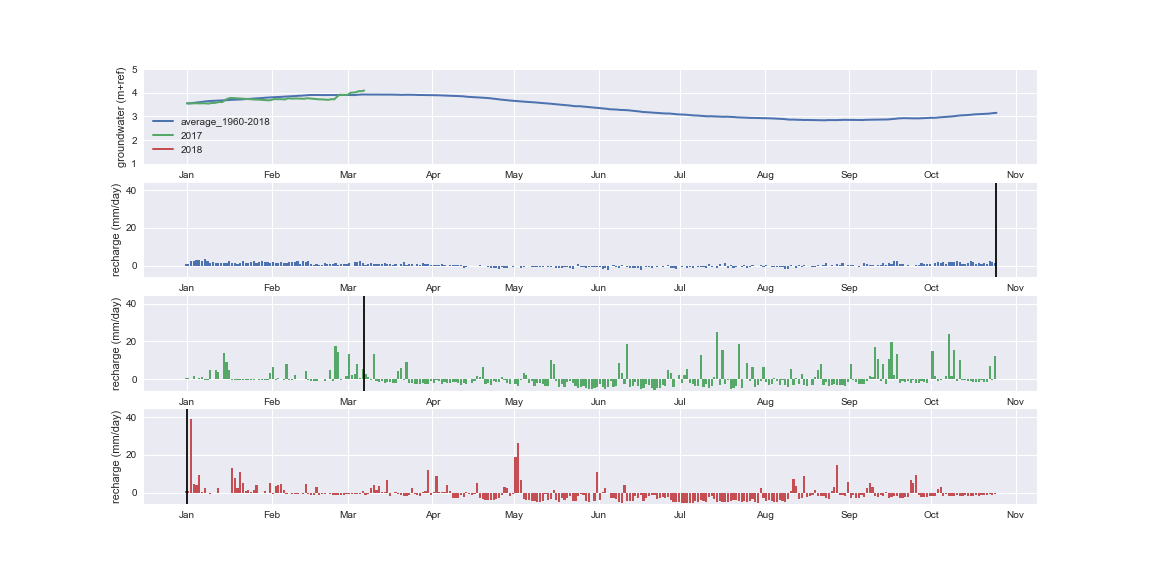 groundwater (m+ref)
5
4
3
2
1
average_1960-2018
2017
2018
Jan Feb Mar Apr May Jun Jul Aug Sep Oct Nov
recharge (mm/day)
40
20
0
Jan Feb Mar Apr May Jun Jul Aug Sep Oct Nov
recharge (mm/day)
40
20
0
Jan Feb Mar Apr May Jun Jul Aug Sep Oct Nov
recharge (mm/day)
40
20
0
Jan Feb Mar Apr May Jun Jul Aug Sep Oct Nov